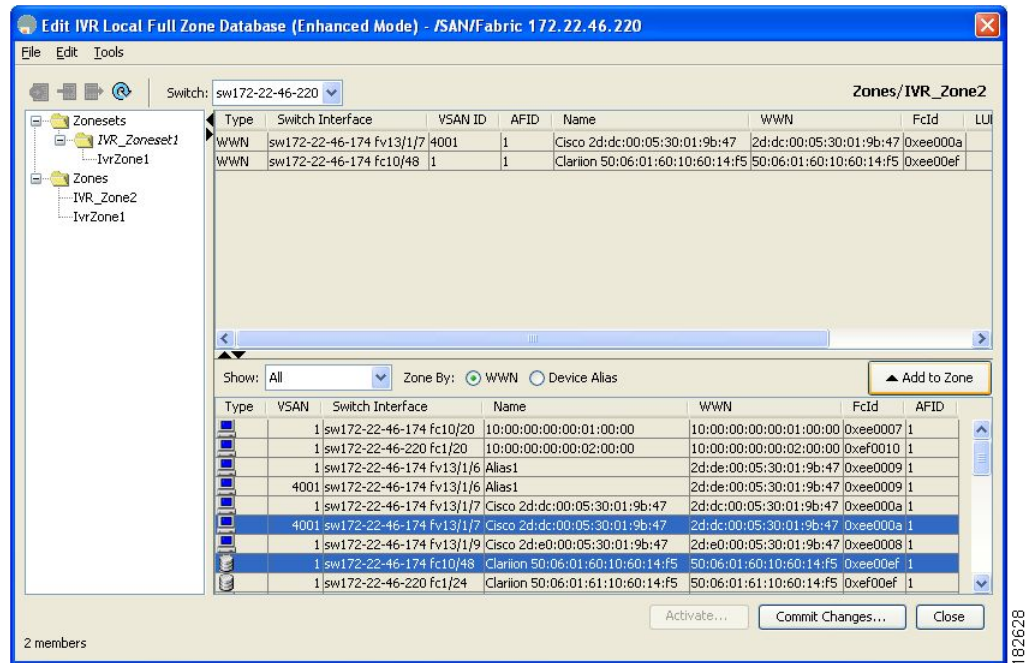 Edit IVR Local Full Zone Database (Enhanced Mode) - /SAN/Fabric 172.22.46.220
File Edit Tools
Switch: sw172-22-46-220 Zones/IVR_Zone2
Zonesets
IVR_Zoneset1
IvrZone1
Zones
IVR_Zone2
IvrZone1
Type Switch Interface VSAN ID AFID Name WWN FcId LUI
WWN sw172-22-46-174 fv13/1/7 4001 1 Cisco 2d:dc:00:05:30:01:9b:47 2d:dc:00:05:30:01:9b:47 0xee000a
WWN sw172-22-46-174 fc10/48 1 1 Clariion 50:06:01:60:10:60:14:f5 50:06:01:60:10:60:14:f5 0xee00ef
Show: All Zone By: WWN Device Alias Add to Zone
Type VSAN Switch Interface Name WWN FcId AFID
1 sw172-22-46-174 fc10/20 10:00:00:00:00:01:00:00 10:00:00:00:00:01:00:00 0xee0007 1
1 sw172-22-46-220 fc1/20 10:00:00:00:00:02:00:00 10:00:00:00:00:02:00:00 0xef0010 1
1 sw172-22-46-174 fv13/1/6 Alias1 2d:de:00:05:30:01:9b:47 0xee0009 1
4001 sw172-22-46-174 fv13/1/6 Alias1 2d:de:00:05:30:01:9b:47 0xee0009 1
1 sw172-22-46-174 fv13/1/7 Cisco 2d:dc:00:05:30:01:9b:47 2d:dc:00:05:30:01:9b:47 0xee000a 1
4001 sw172-22-46-174 fv13/1/7 Cisco 2d:dc:00:05:30:01:9b:47 2d:dc:00:05:30:01:9b:47 0xee000a 1
1 sw172-22-46-174 fv13/1/9 Cisco 2d:e0:00:05:30:01:9b:47 2d:e0:00:05:30:01:9b:47 0xee0008 1
1 sw172-22-46-174 fc10/48 Clariion 50:06:01:60:10:60:14:f5 50:06:01:60:10:60:14:f5 0xee00ef 1
1 sw172-22-46-220 fc1/24 Clariion 50:06:01:61:10:60:14:f5 50:06:01:61:10:60:14:f5 0xef00ef 1
Activate... Commit Changes... Close
2 members
182628